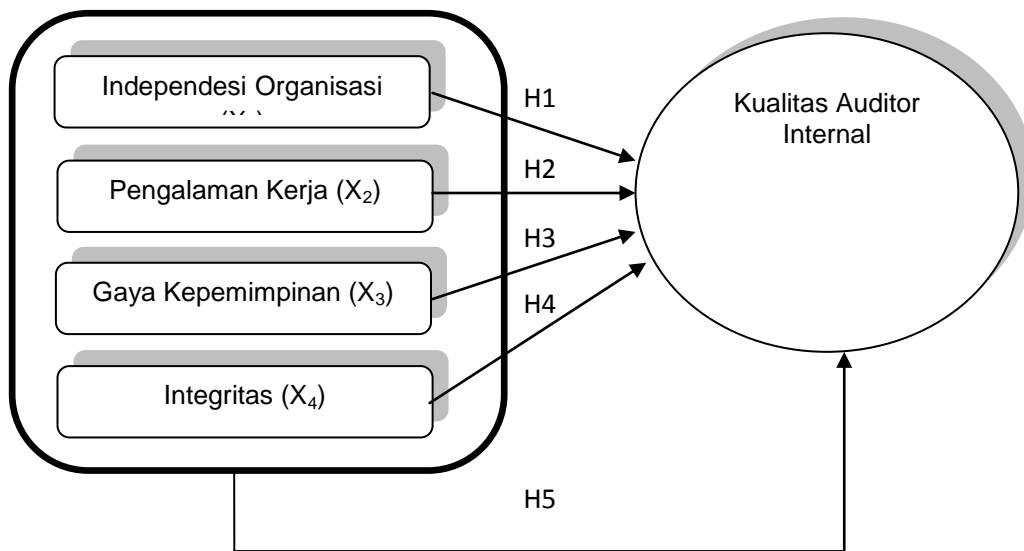 Independesi Organisasi
H1
Kualitas Auditor
Internal
Pengalaman Kerja (X₂)
H2
Gaya Kepemimpinan (X₃)
H3
H4
Integritas (X₄)
H5